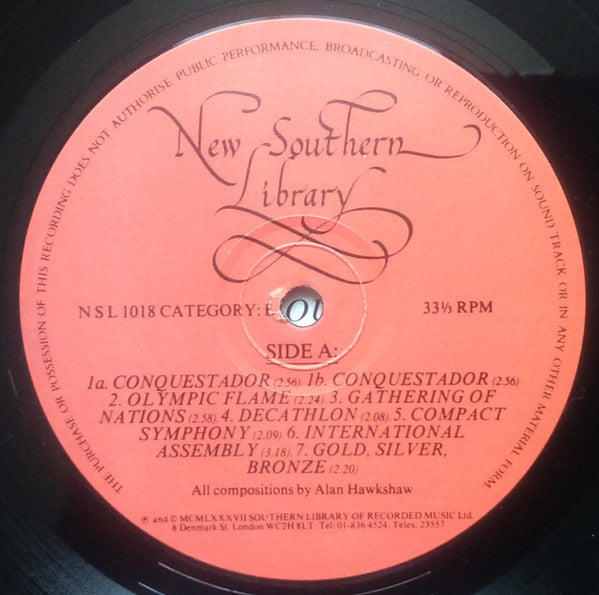 THE PURCHASE OR POSSESSION OF THIS RECORDING DOES NOT AUTHORISE PUBLIC PERFORMANCE, BROADCASTING OR REPRODUCTION ON SOUND TRACK OR IN ANY OTHER MATERIAL FORM
New Southern
Library
N S L 1018 CATEGORY: 33⅓ RPM
SIDE A:
1a. CONQUESTADOR (2.56). 1b. CONQUESTADOR (2.56)
2. OLYMPIC FLAME (2.24) 3. GATHERING OF
NATIONS (2.58). 4. DECATHLON (2.08). 5. COMPACT
SYMPHONY (2.09). 6. INTERNATIONAL
ASSEMBLY (3.18). 7. GOLD, SILVER,
BRONZE (2.20)
All compositions by Alan Hawkshaw
℗ and © MCMLXXXVII SOUTHERN LIBRARY OF RECORDED MUSIC Ltd.
8 Denmark St. London WC2H 8LT Tel: 01-836 4524. Telex: 23557